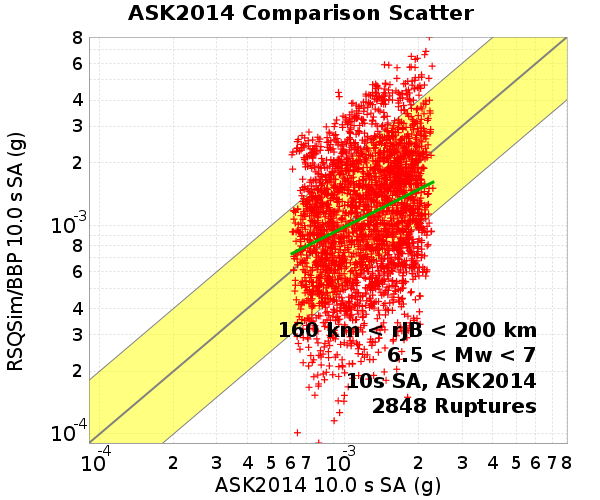 ASK2014 Comparison Scatter
RSQSim/BBP 10.0 s SA (g)
8
6
4
3
2
10-3
8
6
4
3
2
10-4
160 km < rJB < 200 km
6.5 < Mw < 7
10s SA, ASK2014
2848 Ruptures
10-4 2 3 4 5 6 7 10-3 2 3 4 5 6 7 8
ASK2014 10.0 s SA (g)